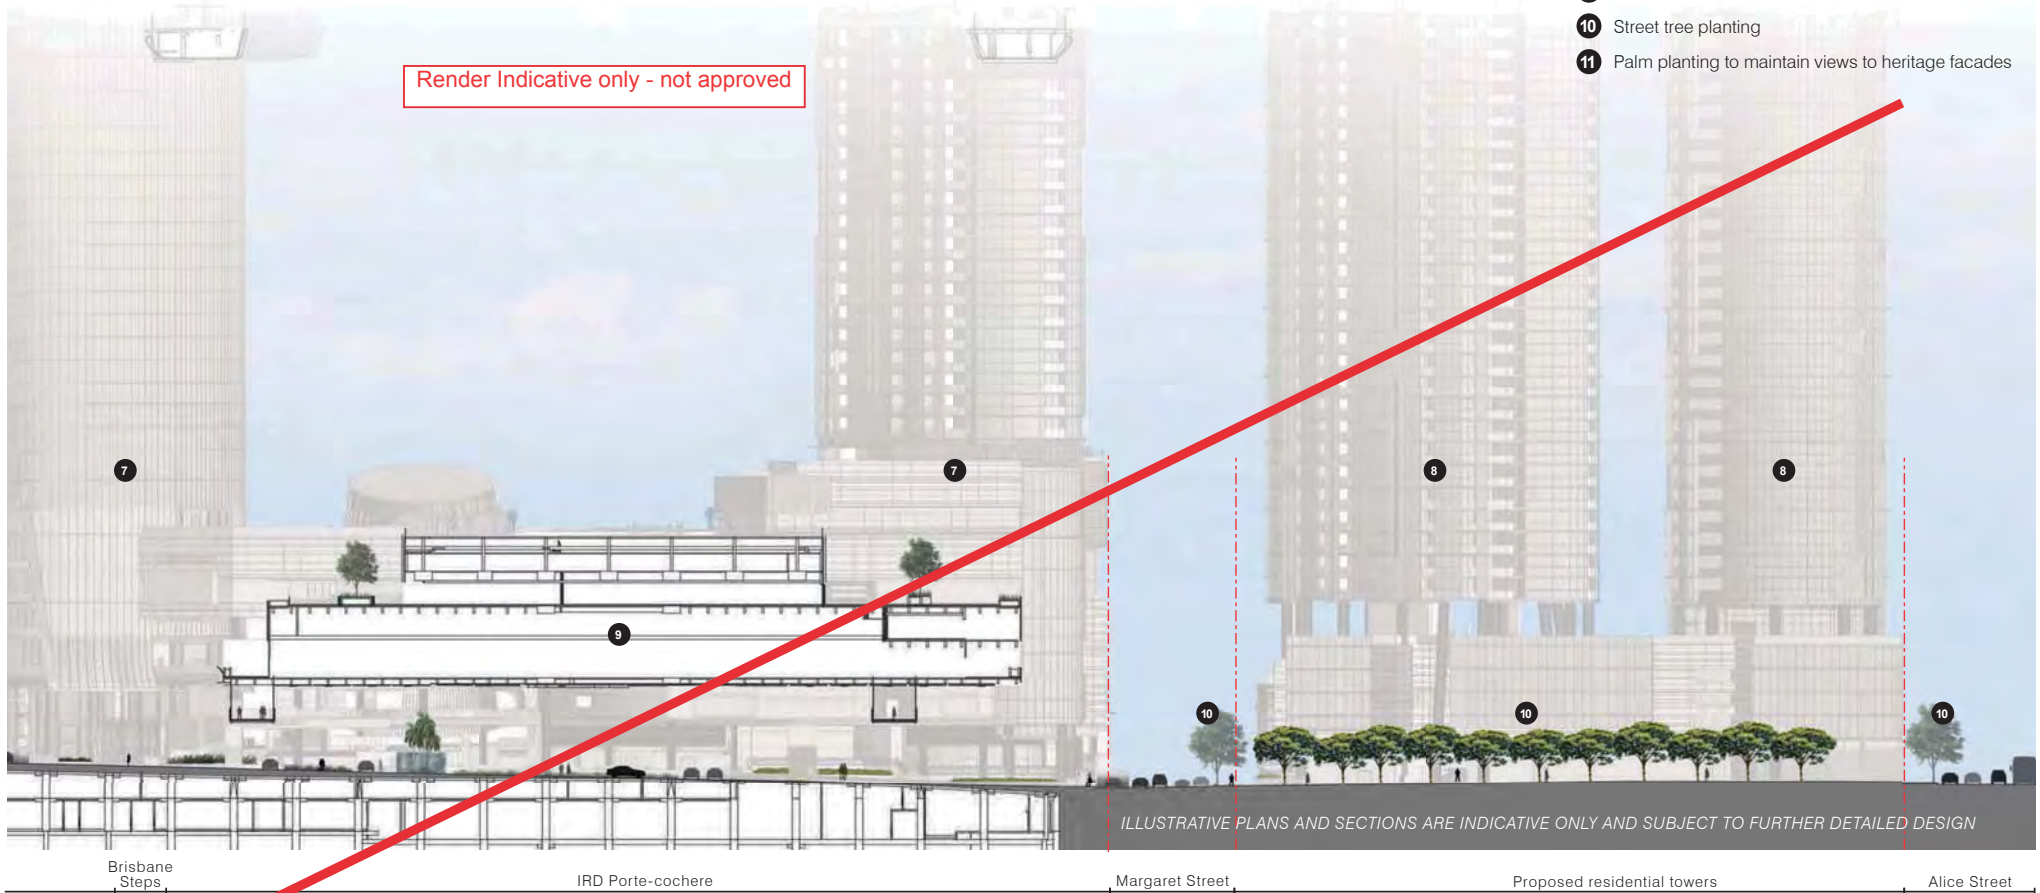 10 Street tree planting
11 Palm planting to maintain views to heritage facades
Render Indicative only - not approved
7
7
8
8
9
10
10
10
ILLUSTRATIVE PLANS AND SECTIONS ARE INDICATIVE ONLY AND SUBJECT TO FURTHER DETAILED DESIGN
Brisbane
Steps
IRD Porte-cochere
Margaret Street
Proposed residential towers
Alice Street